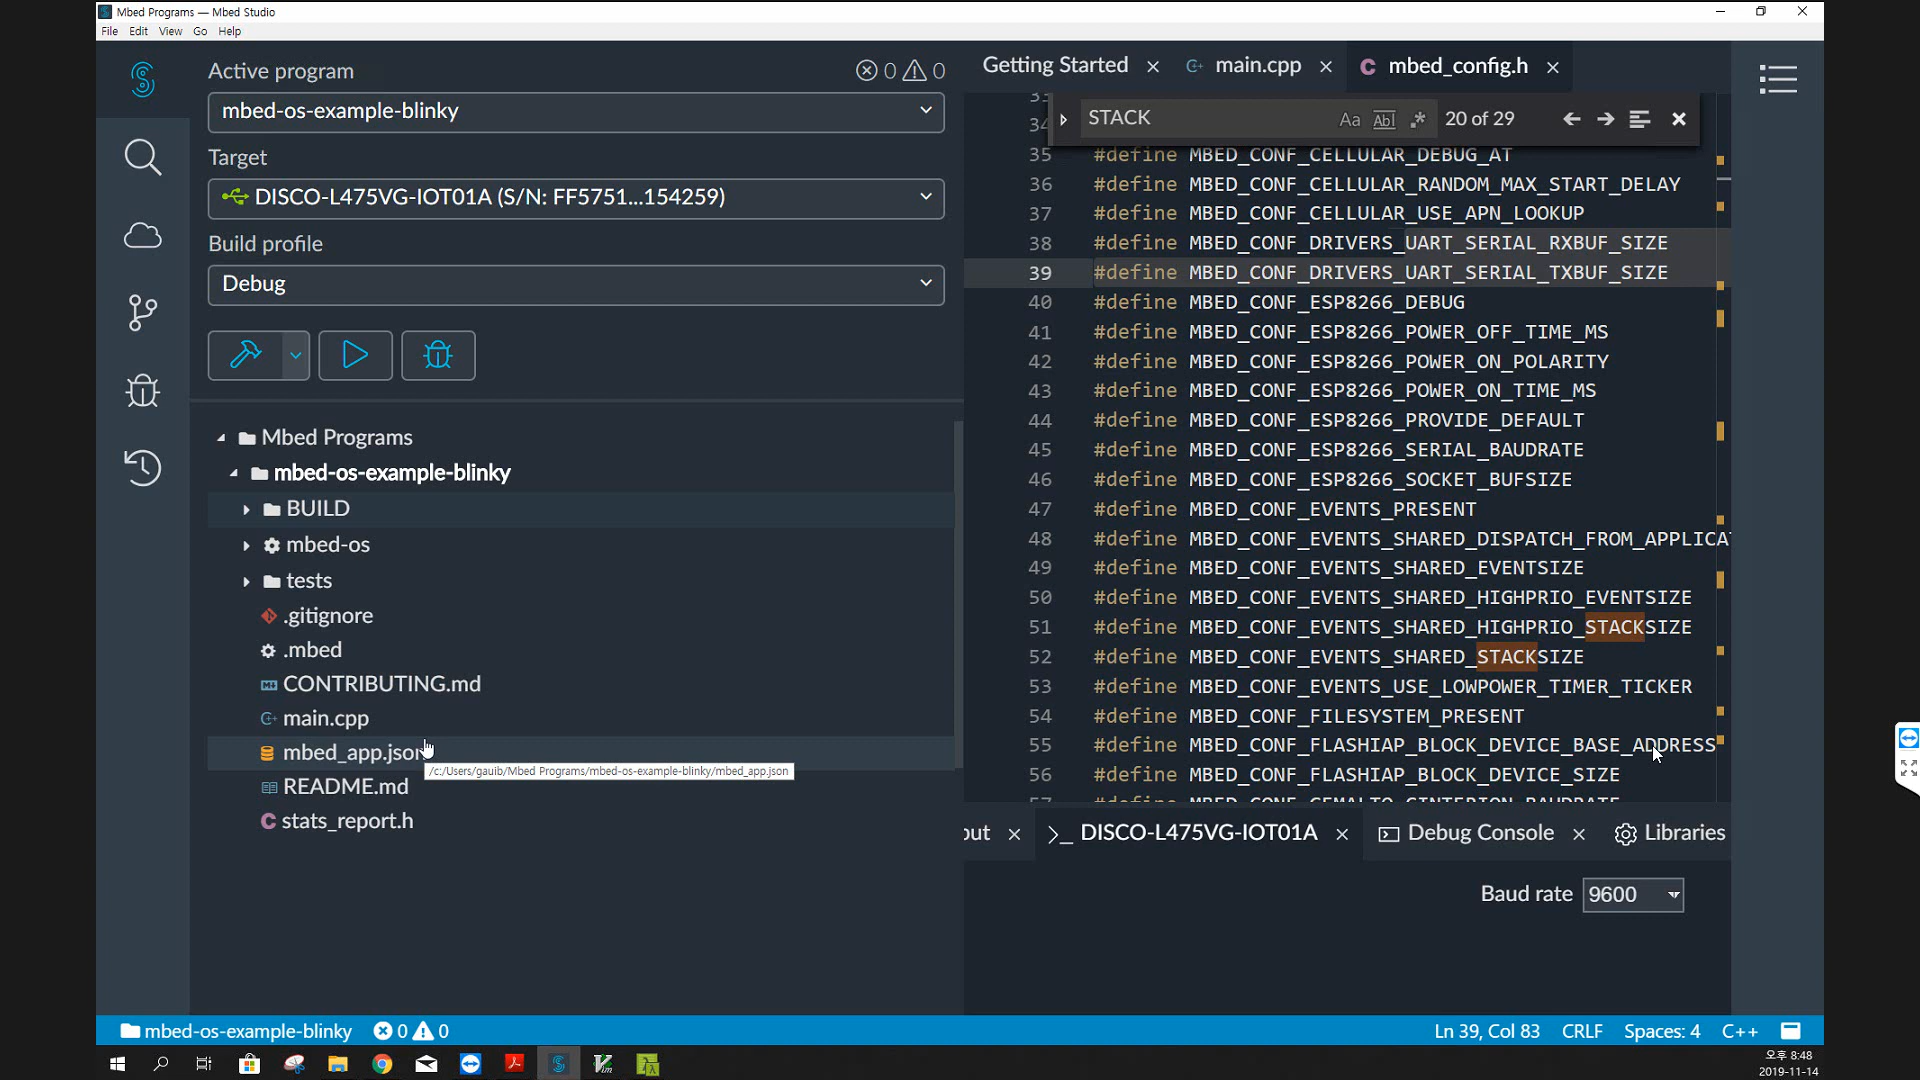 Mbed Programs — Mbed Studio
File Edit View Go Help
Active program
0 0
mbed-os-example-blinky
Target
DISCO-L475VG-IOT01A (S/N: FF5751...154259)
Build profile
Debug
Mbed Programs
mbed-os-example-blinky
BUILD
mbed-os
tests
.gitignore
.mbed
CONTRIBUTING.md
main.cpp
mbed_app.json
/c:/Users/gauib/Mbed Programs/mbed-os-example-blinky/mbed_app.json
README.md
stats_report.h
Getting Started main.cpp mbed_config.h
STACK Aa Abl .* 20 of 29
33
34
35 #define MBED_CONF_CELLULAR_DEBUG_AT
36 #define MBED_CONF_CELLULAR_RANDOM_MAX_START_DELAY
37 #define MBED_CONF_CELLULAR_USE_APN_LOOKUP
38 #define MBED_CONF_DRIVERS_UART_SERIAL_RXBUF_SIZE
39 #define MBED_CONF_DRIVERS_UART_SERIAL_TXBUF_SIZE
40 #define MBED_CONF_ESP8266_DEBUG
41 #define MBED_CONF_ESP8266_POWER_OFF_TIME_MS
42 #define MBED_CONF_ESP8266_POWER_ON_POLARITY
43 #define MBED_CONF_ESP8266_POWER_ON_TIME_MS
44 #define MBED_CONF_ESP8266_PROVIDE_DEFAULT
45 #define MBED_CONF_ESP8266_SERIAL_BAUDRATE
46 #define MBED_CONF_ESP8266_SOCKET_BUFSIZE
47 #define MBED_CONF_EVENTS_PRESENT
48 #define MBED_CONF_EVENTS_SHARED_DISPATCH_FROM_APPLICA
49 #define MBED_CONF_EVENTS_SHARED_EVENTSIZE
50 #define MBED_CONF_EVENTS_SHARED_HIGHPRIO_EVENTSIZE
51 #define MBED_CONF_EVENTS_SHARED_HIGHPRIO_STACKSIZE
52 #define MBED_CONF_EVENTS_SHARED_STACKSIZE
53 #define MBED_CONF_EVENTS_USE_LOWPOWER_TIMER_TICKER
54 #define MBED_CONF_FILESYSTEM_PRESENT
55 #define MBED_CONF_FLASHIAP_BLOCK_DEVICE_BASE_ADDRESS
56 #define MBED_CONF_FLASHIAP_BLOCK_DEVICE_SIZE
57 #define MBED_CONF_GEMALTO_CINTERION_BAUDRATE
put >_ DISCO-L475VG-IOT01A Debug Console Libraries
Baud rate 9600
mbed-os-example-blinky 0 0 Ln 39, Col 83 CRLF Spaces: 4 C++
오후 8:48
2019-11-14